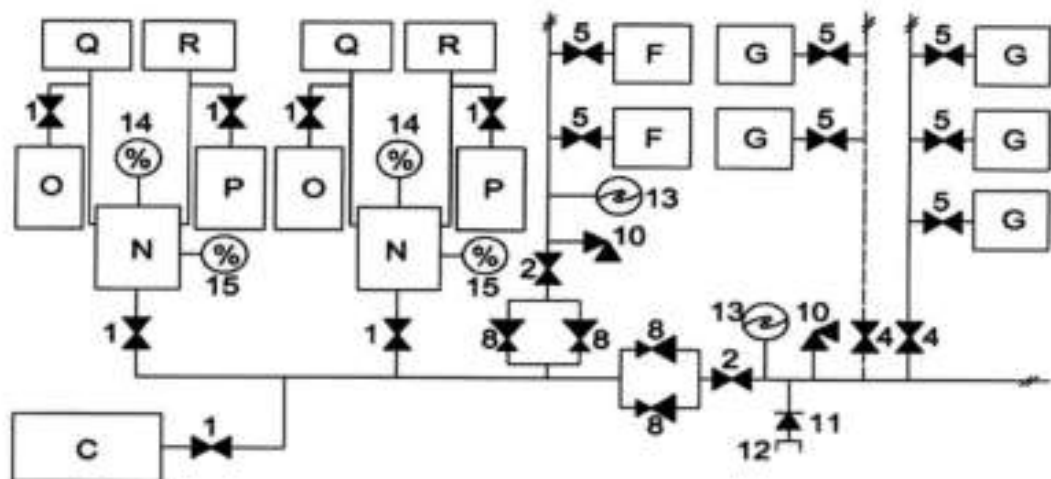 Q R Q R 5 F G 5 5 G
1 14 1 1 14 1 5 F G 5 5 G
% %
O P O P 13 5 G
N % N % 10
15 15 2
1 1 8 8 13 10 4 4
8 2
C 1 8 12 11